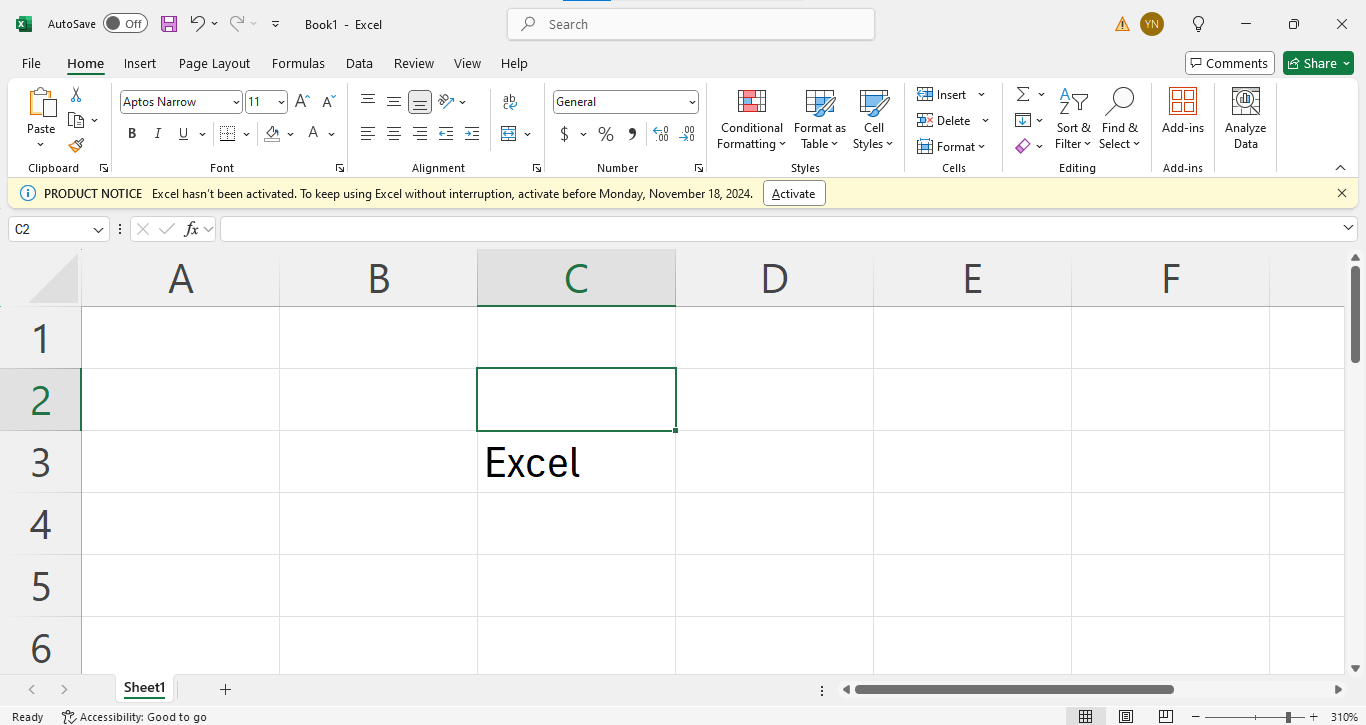 AutoSave Off Book1 - Excel Search YN
File Home Insert Page Layout Formulas Data Review View Help Comments Share
Paste
Clipboard
Aptos Narrow 11
B I U A
Font
ab
Alignment
General
$ % 9 .00
Number
Conditional Formatting
Format as Table
Cell Styles
Styles
Insert
Delete
Format
Cells
Sort & Filter
Find & Select
Editing
Add-ins
Add-ins
Analyze Data
PRODUCT NOTICE Excel hasn't been activated. To keep using Excel without interruption, activate before Monday, November 18, 2024. Activate
C2 fx
A B C D E F
1
2
3 Excel
4
5
6
Sheet1
Ready Accessibility: Good to go 310%